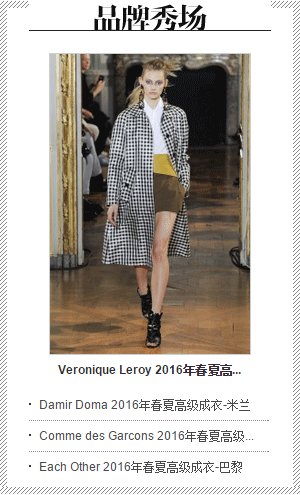 品牌秀场
Veronique Leroy 2016年春夏高...
Damir Doma 2016年春夏高级成衣-米兰
Comme des Garcons 2016年春夏高级...
Each Other 2016年春夏高级成衣-巴黎